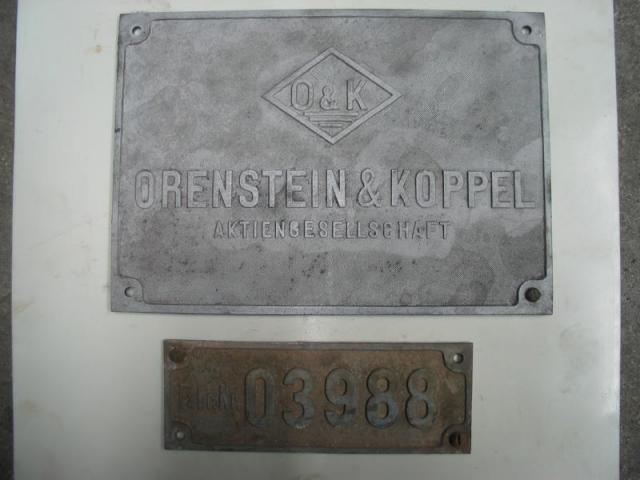 O&K
ORENSTEIN & KOPPEL
AKTIENGESELLSCHAFT
03988